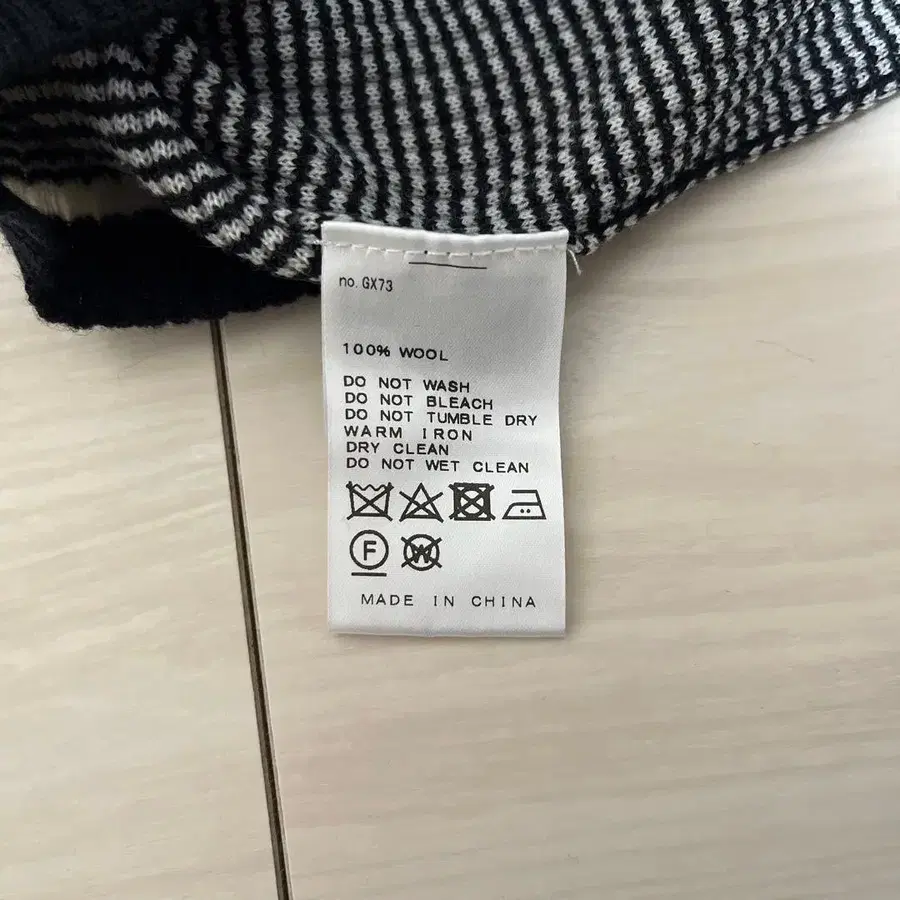 no. GX73
100% WOOL
DO NOT WASH
DO NOT BLEACH
DO NOT TUMBLE DRY
WARM IRON
DRY CLEAN
DO NOT WET CLEAN
F W
MADE IN CHINA